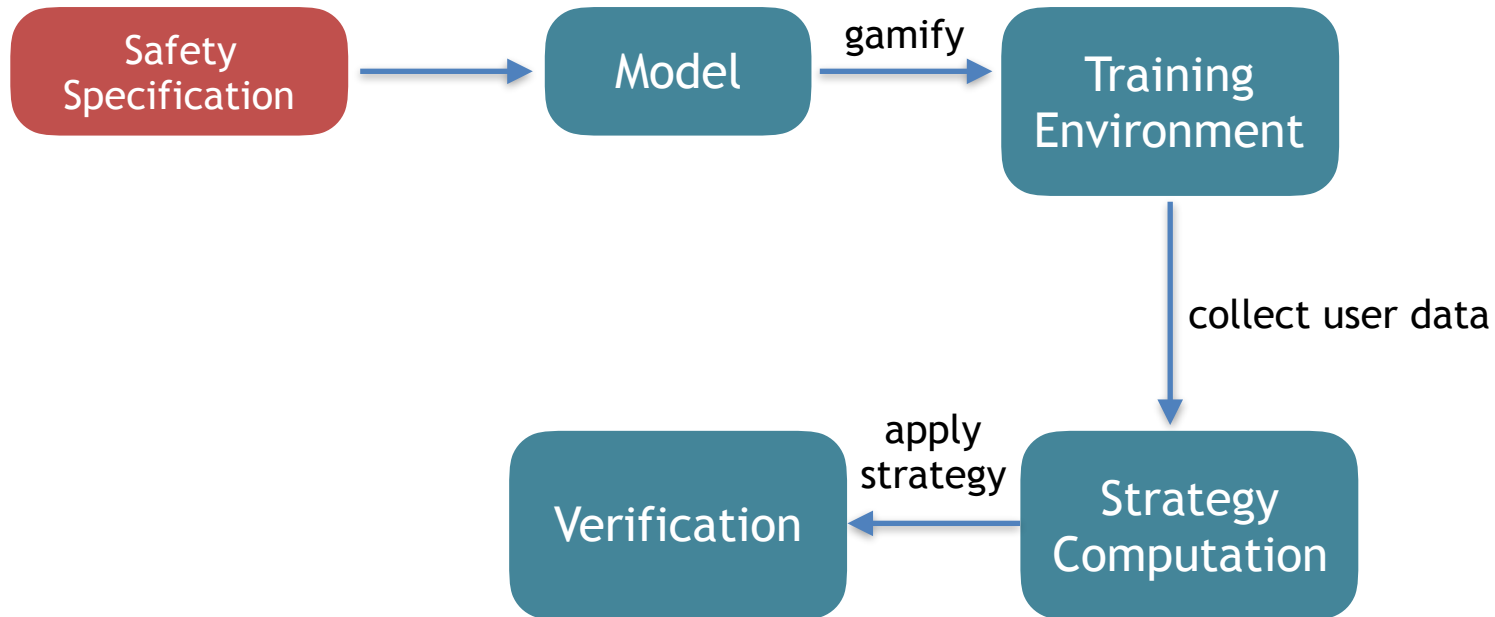 Safety
Specification
Model
gamify
Training
Environment
collect user data
Strategy
Computation
apply
strategy
Verification